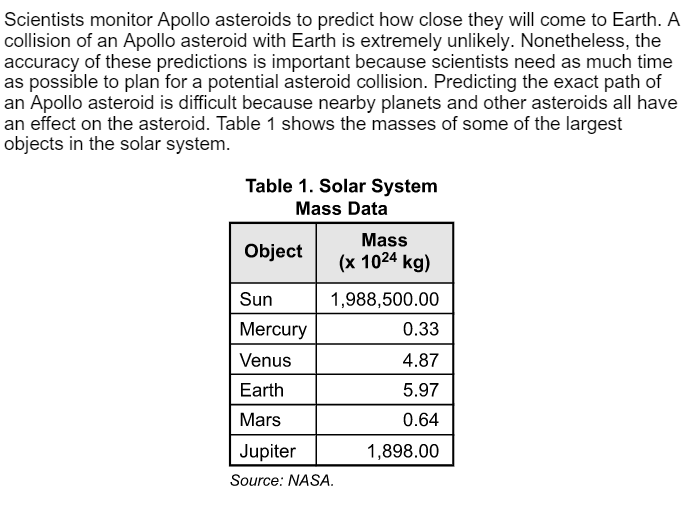 Scientists monitor Apollo asteroids to predict how close they will come to Earth. A
collision of an Apollo asteroid with Earth is extremely unlikely. Nonetheless, the
accuracy of these predictions is important because scientists need as much time
as possible to plan for a potential asteroid collision. Predicting the exact path of
an Apollo asteroid is difficult because nearby planets and other asteroids all have
an effect on the asteroid. Table 1 shows the masses of some of the largest
objects in the solar system.
Table 1. Solar System
Mass Data
Object Mass
(x 10²⁴ kg)
Sun 1,988,500.00
Mercury 0.33
Venus 4.87
Earth 5.97
Mars 0.64
Jupiter 1,898.00
Source: NASA.